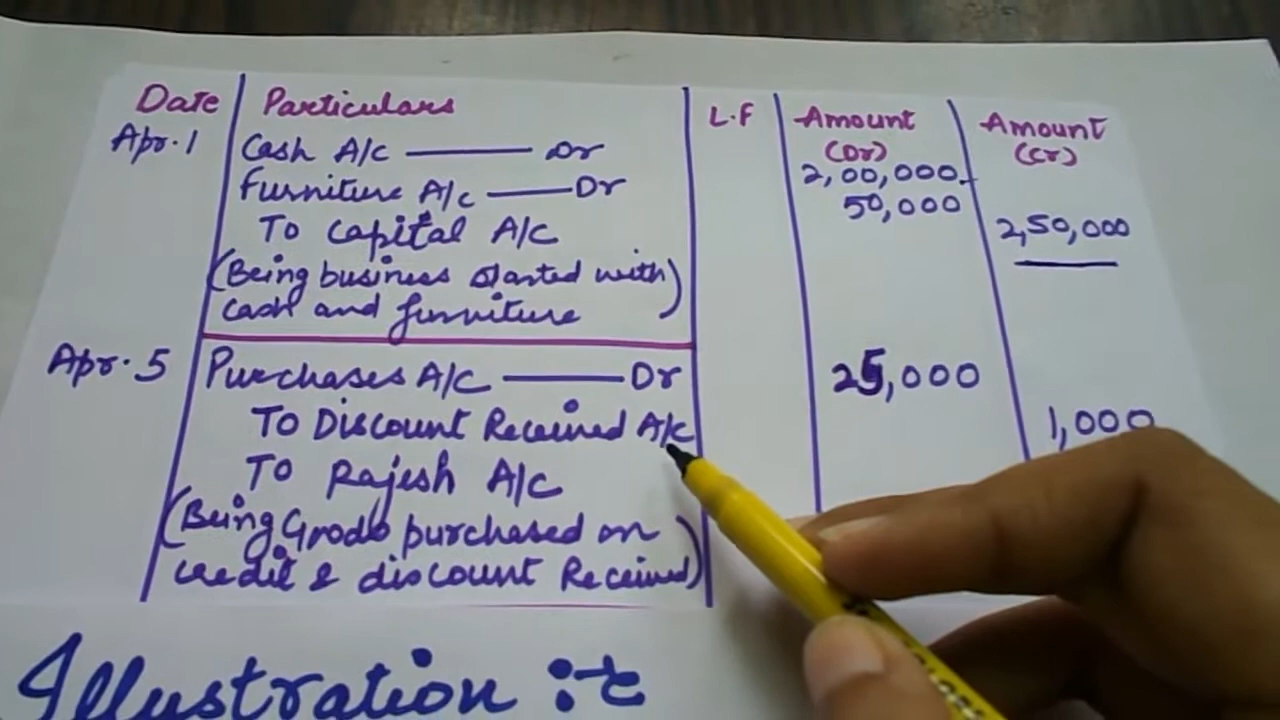 Date Particulars L.F Amount (Dr) Amount (Cr)
Apr.1 Cash A/c ——— Dr 2,00,000
Furniture A/c ——— Dr 50,000
To Capital A/c 2,50,000
(Being business started with
cash and furniture)
Apr.5 Purchases A/c ——— Dr 25,000
To Discount Received A/c 1,000
To Rajesh A/c
(Being Goods purchased on
credit & discount Received)
Illustration :-